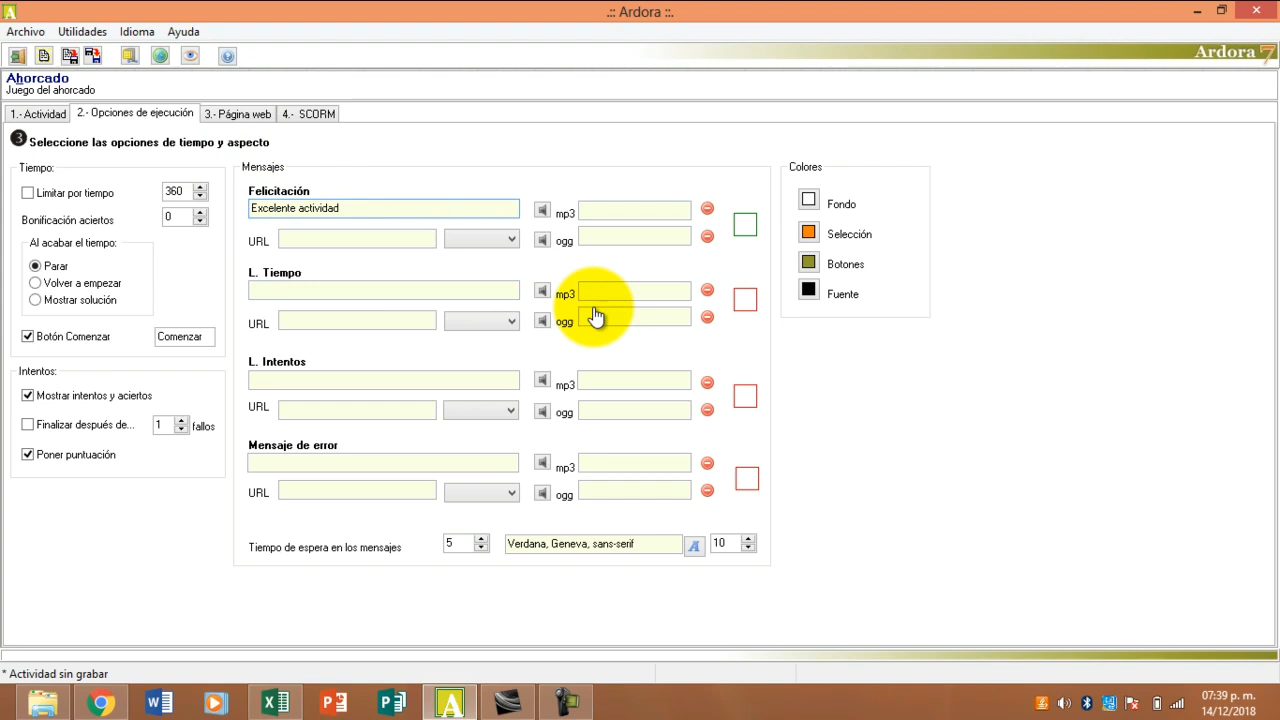 .:: Ardora ::.
Archivo Utilidades Idioma Ayuda
Ardora 7
Ahorcado
Juego del ahorcado
1.- Actividad 2.- Opciones de ejecución 3.- Página web 4.- SCORM
3 Seleccione las opciones de tiempo y aspecto
Tiempo:
Limitar por tiempo 360
Bonificación aciertos 0
Al acabar el tiempo:
Parar
Volver a empezar
Mostrar solución
Botón Comenzar Comenzar
Intentos:
Mostrar intentos y aciertos
Finalizar después de... 1 fallos
Poner puntuación
Mensajes
Felicitación
Excelente actividad mp3
URL ogg
L. Tiempo
mp3
URL ogg
L. Intentos
mp3
URL ogg
Mensaje de error
mp3
URL ogg
Tiempo de espera en los mensajes 5 Verdana, Geneva, sans-serif A 10
Colores
Fondo
Selección
Botones
Fuente
* Actividad sin grabar
07:39 p. m.
14/12/2018